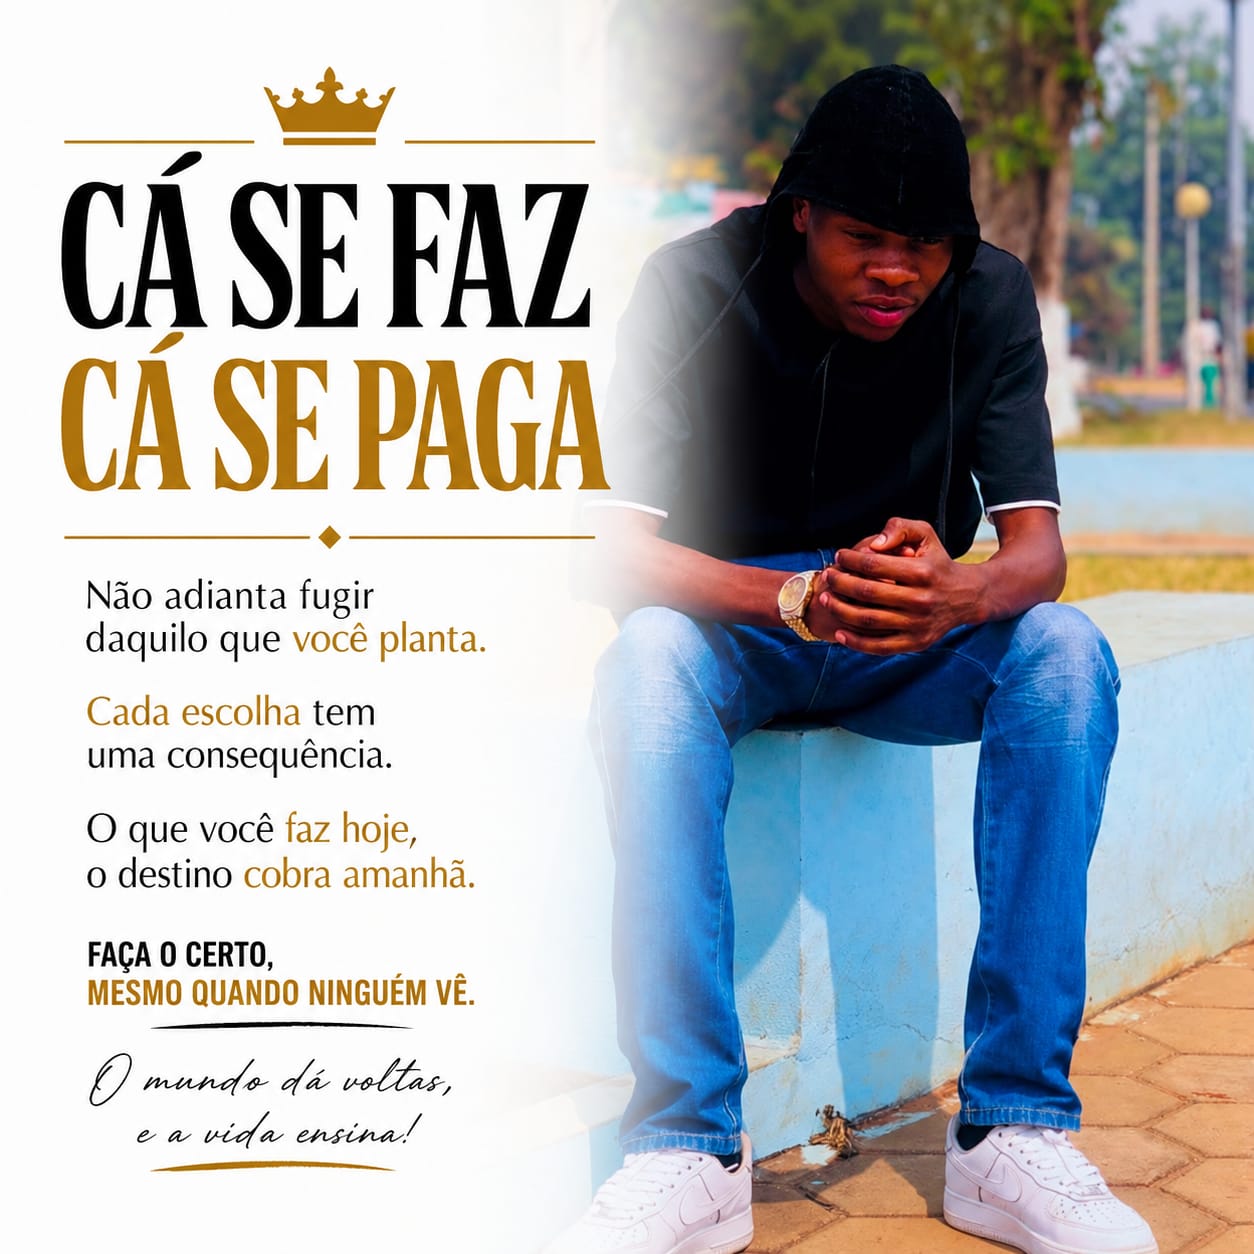 CÁ SE FAZ
CÁ SE PAGA
Não adianta fugir
daquilo que você planta.
Cada escolha tem
uma consequência.
O que você faz hoje,
o destino cobra amanhã.
FAÇA O CERTO,
MESMO QUANDO NINGUÉM VÊ.
O mundo dá voltas,
e a vida ensina!